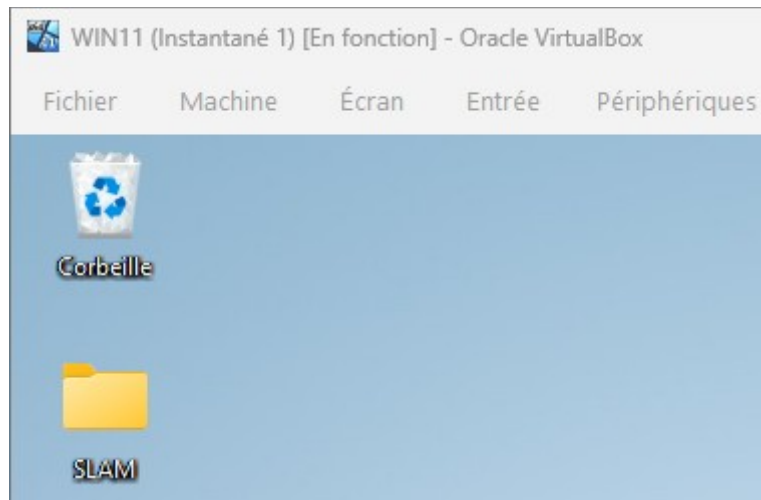 WIN11 (Instantané 1) [En fonction] - Oracle VirtualBox
Fichier Machine Écran Entrée Périphériques
Corbeille
SLAM